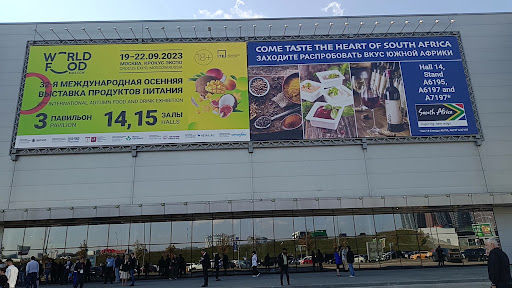 WORLD
FOOD
MOSCOW
19–22.09.2023
МОСКВА, КРОКУС ЭКСПО
18+
32-Я МЕЖДУНАРОДНАЯ ОСЕННЯЯ
ВЫСТАВКА ПРОДУКТОВ ПИТАНИЯ
INTERNATIONAL AUTUMN FOOD AND DRINK EXHIBITION
3 ПАВИЛЬОН
PAVILION
14,15 ЗАЛЫ
HALLS
COME TASTE THE HEART OF SOUTH AFRICA
ЗАХОДИТЕ РАСПРОБОВАТЬ ВКУС ЮЖНОЙ АФРИКИ
Hall 14,
Stand
A6195,
A6197 and
A7197*
South Africa